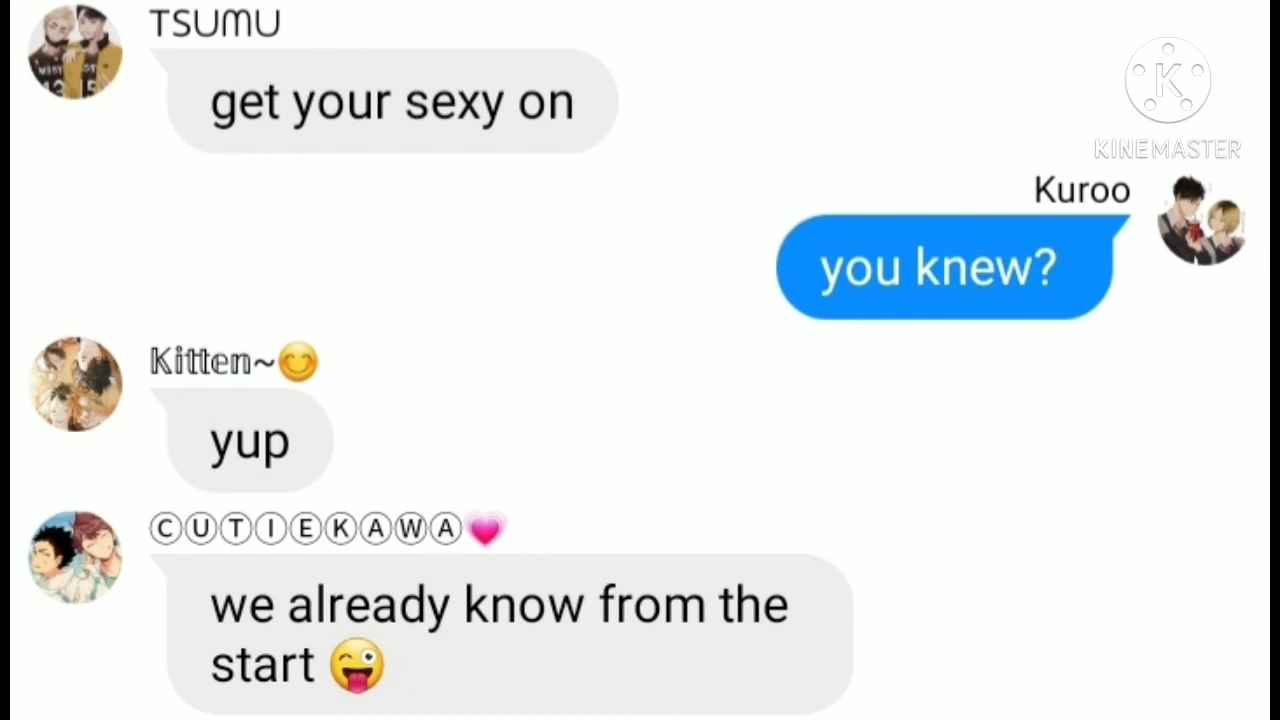 TSUMU
get your sexy on
K
KINEMASTER
Kuroo
you knew?
𝕂𝕚𝕥𝕥𝕖𝕟~😊
yup
ⒸⓊⓉⒾⒺⓀⒶⓌⒶ💗
we already know from the
start 😜